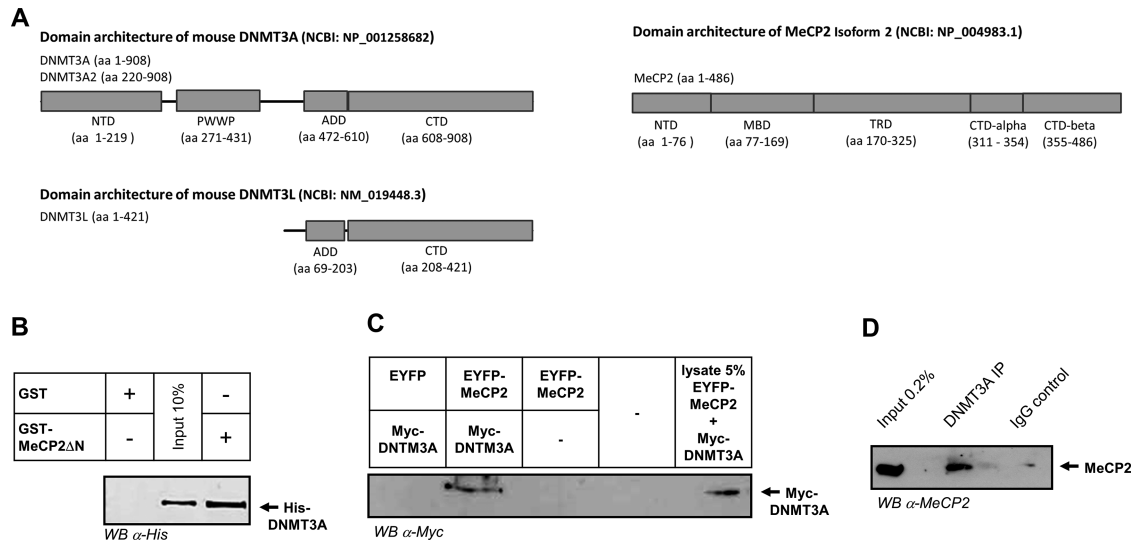 A
Domain architecture of mouse DNMT3A (NCBI: NP_001258682)
DNMT3A (aa 1-908)
DNMT3A2 (aa 220-908)
NTD
(aa 1-219 )
PWWP
(aa 271-431)
ADD
(aa 472-610)
CTD
(aa 608-908)
Domain architecture of MeCP2 Isoform 2 (NCBI: NP_004983.1)
MeCP2 (aa 1-486)
NTD
(aa 1-76 )
MBD
(aa 77-169)
TRD
(aa 170-325)
CTD-alpha
(311 - 354)
CTD-beta
(355-486)
Domain architecture of mouse DNMT3L (NCBI: NM_019448.3)
DNMT3L (aa 1-421)
ADD
(aa 69-203)
CTD
(aa 208-421)
B
GST
+
Input 10%
-
GST-
MeCP2ΔN
-
+
His-
DNMT3A
WB α-His
C
EYFP
EYFP-
MeCP2
EYFP-
MeCP2
-
lysate 5%
EYFP-
MeCP2
+
Myc-
DNMT3A
Myc-
DNTM3A
Myc-
DNTM3A
-
Myc-
DNMT3A
WB α-Myc
D
Input 0.2%
DNMT3A IP
IgG control
MeCP2
WB α-MeCP2